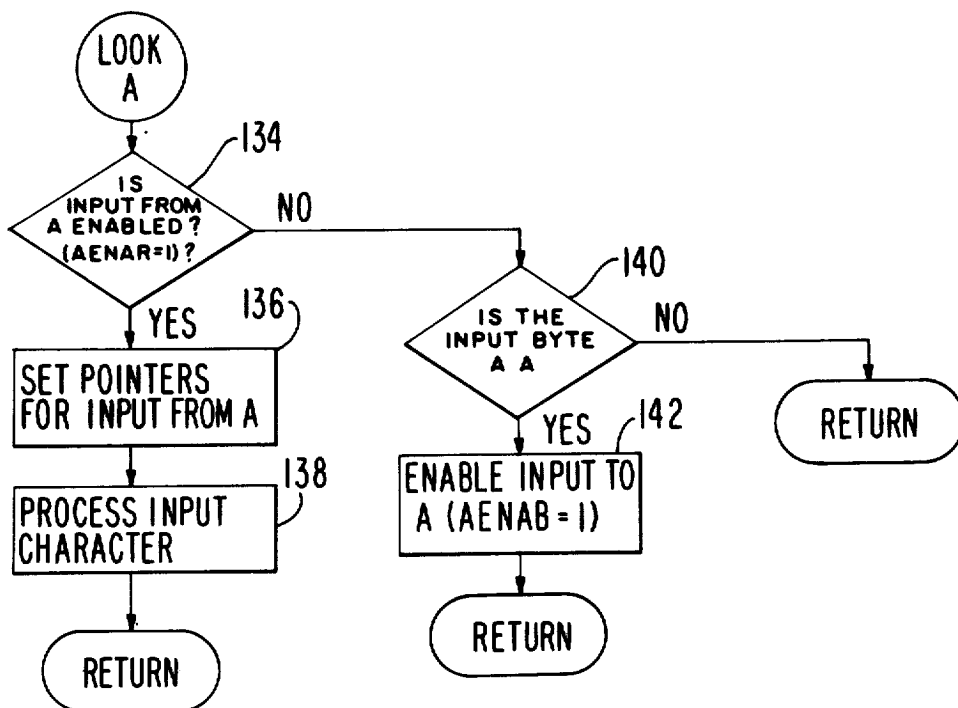 LOOK
A
134
IS
INPUT FROM
A ENABLED?
(AENAR=1)?
NO
YES
136
SET POINTERS
FOR INPUT FROM A
138
PROCESS INPUT
CHARACTER
RETURN
140
IS THE
INPUT BYTE
A A
NO
RETURN
YES
142
ENABLE INPUT TO
A (AENAB = 1)
RETURN